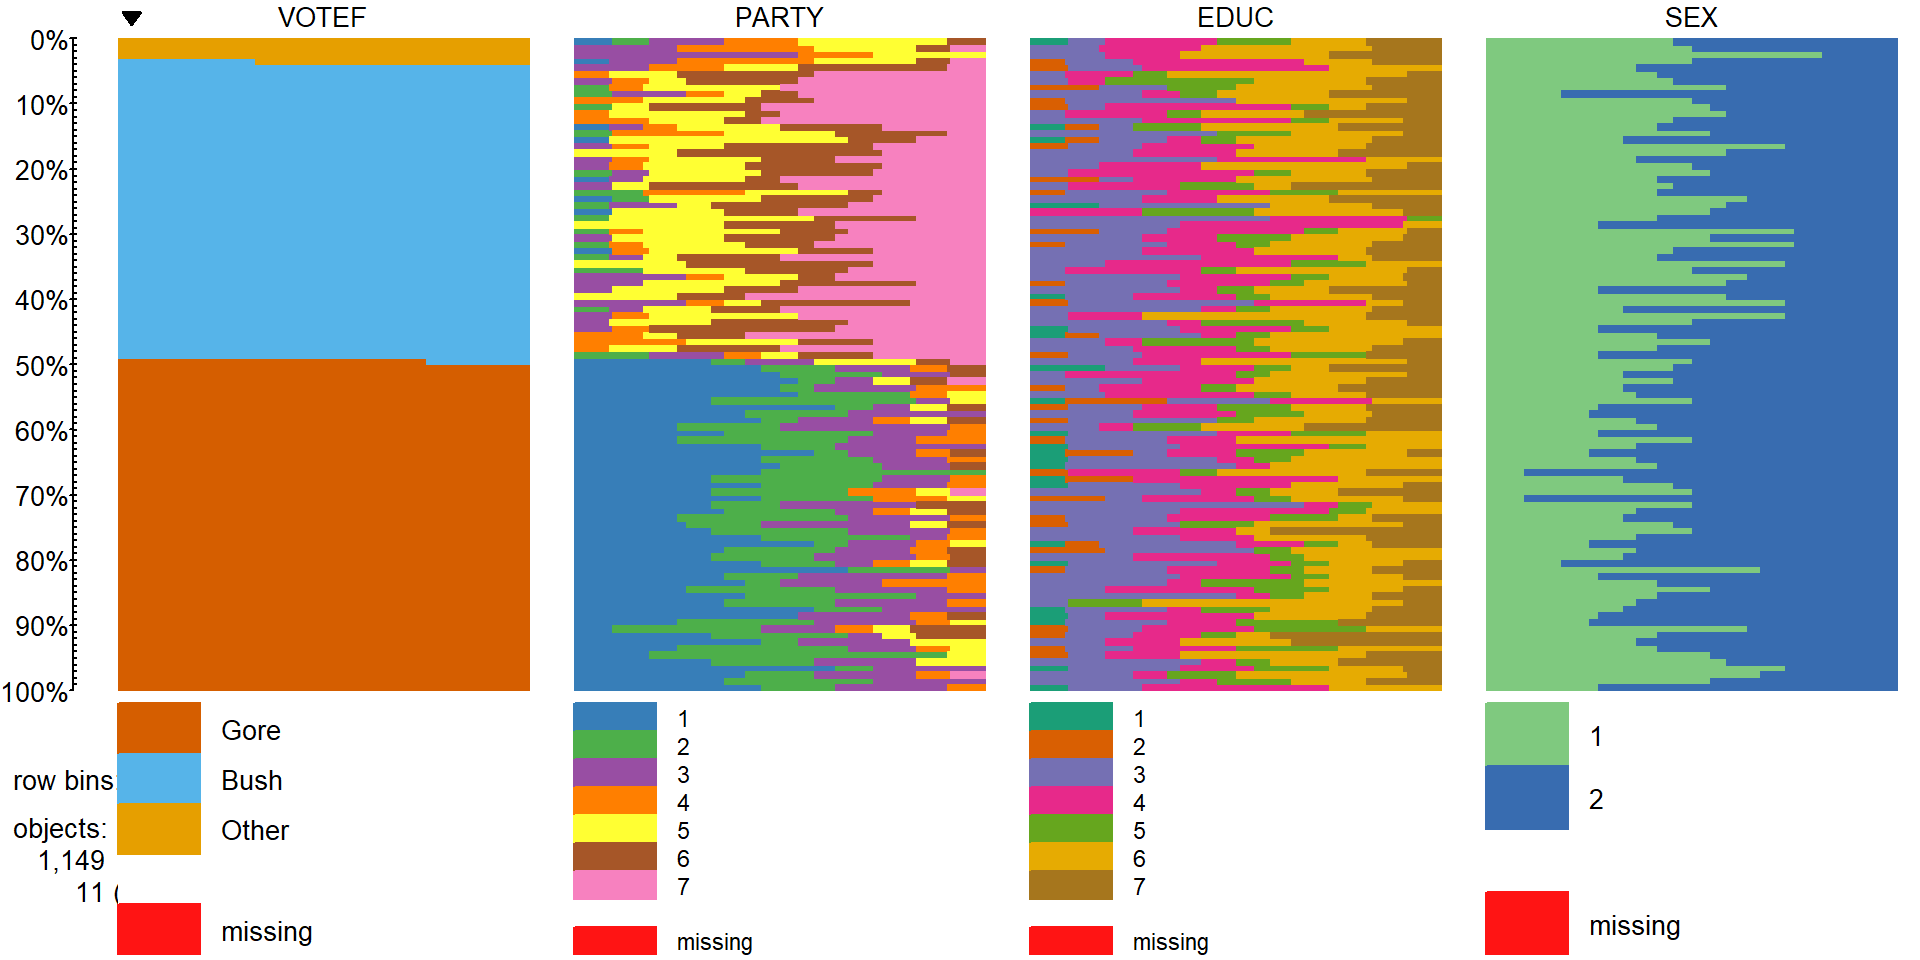 VOTEF PARTY EDUC SEX
0%
10%
20%
30%
40%
50%
60%
70%
80%
90%
100%
row bins:
objects:
1,149
11 (
Gore
Bush
Other
missing
1
2
3
4
5
6
7
missing
1
2
3
4
5
6
7
missing
1
2
missing